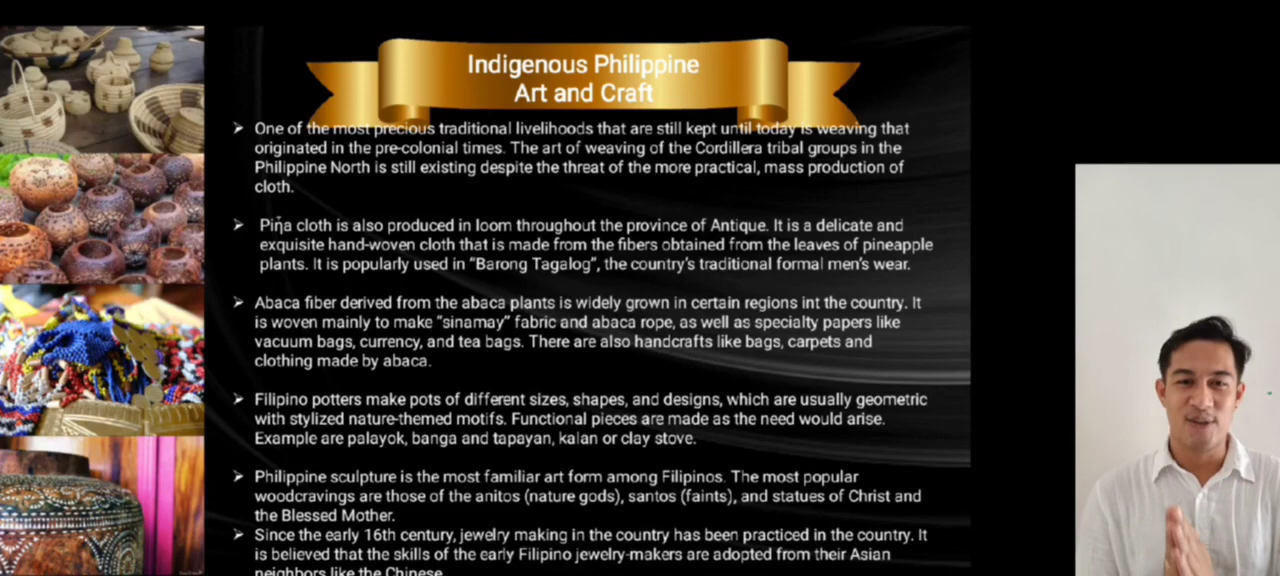 Indigenous Philippine
Art and Craft
➤ One of the most precious traditional livelihoods that are still kept until today is weaving that
originated in the pre-colonial times. The art of weaving of the Cordillera tribal groups in the
Philippine North is still existing despite the threat of the more practical, mass production of
cloth.
➤ Piῆa cloth is also produced in loom throughout the province of Antique. It is a delicate and
exquisite hand-woven cloth that is made from the fibers obtained from the leaves of pineapple
plants. It is popularly used in “Barong Tagalog”, the country’s traditional formal men’s wear.
➤ Abaca fiber derived from the abaca plants is widely grown in certain regions int the country. It
is woven mainly to make “sinamay” fabric and abaca rope, as well as specialty papers like
vacuum bags, currency, and tea bags. There are also handcrafts like bags, carpets and
clothing made by abaca.
➤ Filipino potters make pots of different sizes, shapes, and designs, which are usually geometric
with stylized nature-themed motifs. Functional pieces are made as the need would arise.
Example are palayok, banga and tapayan, kalan or clay stove.
➤ Philippine sculpture is the most familiar art form among Filipinos. The most popular
woodcravings are those of the anitos (nature gods), santos (faints), and statues of Christ and
the Blessed Mother.
➤ Since the early 16th century, jewelry making in the country has been practiced in the country. It
is believed that the skills of the early Filipino jewelry-makers are adopted from their Asian
neighbors like the Chinese